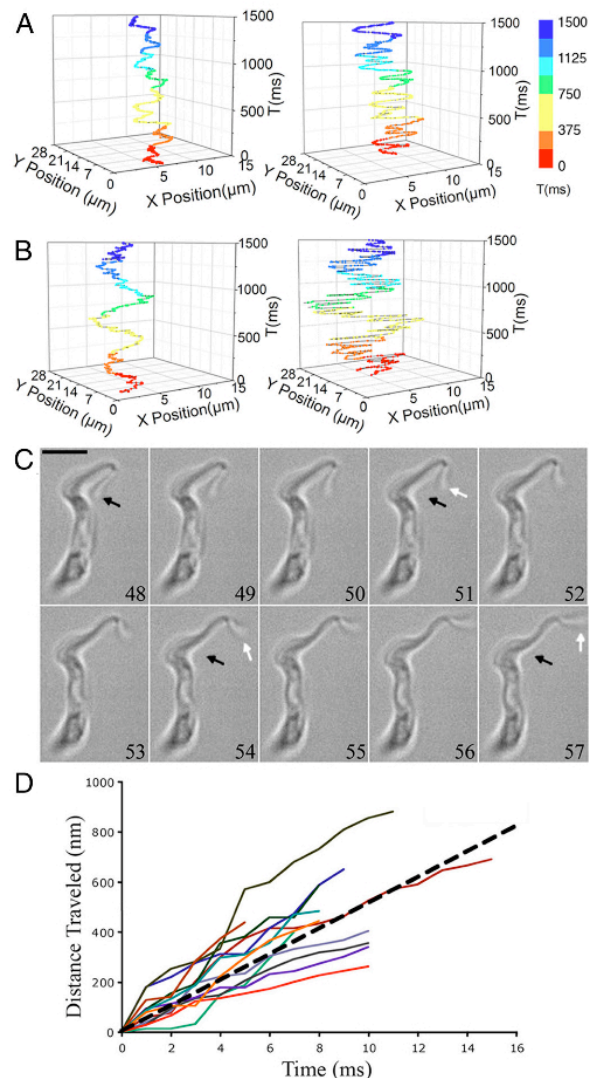 A
1500
1000
500
0
T(ms)
28 21 14 7 0
5
10
15
Y Position (µm)
X Position(µm)
1500
1000
500
0
T(ms)
28 21 14 7 0
5
10
15
Y Position (µm)
X Position(µm)
1500
1125
750
375
0
T(ms)
B
1500
1000
500
0
T(ms)
28 21 14 7 0
5
10
15
Y Position (µm)
X Position(µm)
1500
1000
500
0
T(ms)
28 21 14 7 0
5
10
15
Y Position (µm)
X Position(µm)
C
48 49 50 51 52
53 54 55 56 57
D
1000
800
600
400
200
0
Distance Traveled (nm)
0 2 4 6 8 10 12 14 16
Time (ms)